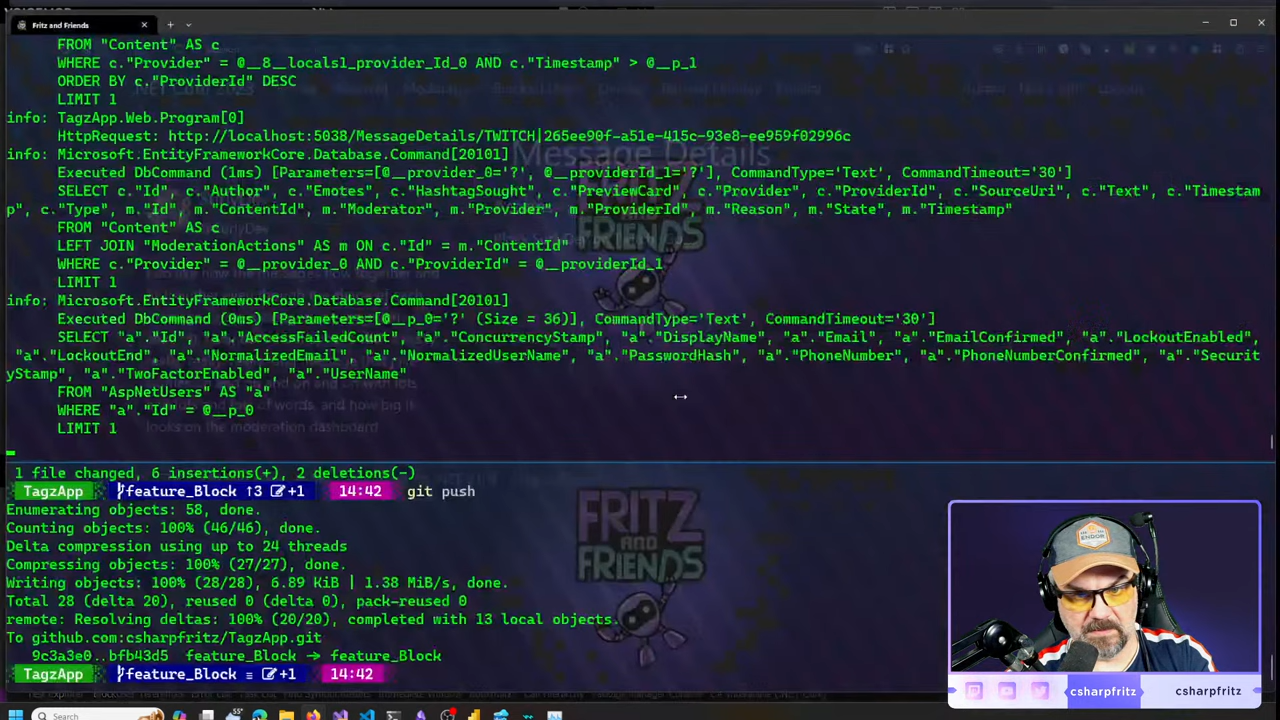 Fritz and Friends
FROM "Content" AS c
WHERE c."Provider" = @__8__locals1_provider_Id_0 AND c."Timestamp" > @__p_1
ORDER BY c."ProviderId" DESC
LIMIT 1
info: TagzApp.Web.Program[0]
HttpRequest: http://localhost:5038/MessageDetails/TWITCH|265ee90f-a51e-415c-93e8-ee959f02996c
Message Details
info: Microsoft.EntityFrameworkCore.Database.Command[20101]
Executed DbCommand (1ms) [Parameters=[@__provider_0='?', @__providerId_1='?'], CommandType='Text', CommandTimeout='30']
SELECT c."Id", c."Author", c."Emotes", c."HashtagSought", c."PreviewCard", c."Provider", c."ProviderId", c."SourceUri", c."Text", c."Timestam
p", c."Type", m."Id", m."ContentId", m."Moderator", m."Provider", m."ProviderId", m."Reason", m."State", m."Timestamp"
FROM "Content" AS c
LEFT JOIN "ModerationActions" AS m ON c."Id" = m."ContentId"
WHERE c."Provider" = @__provider_0 AND c."ProviderId" = @__providerId_1
LIMIT 1
info: Microsoft.EntityFrameworkCore.Database.Command[20101]
Executed DbCommand (0ms) [Parameters=[@__p_0='?' (Size = 36)], CommandType='Text', CommandTimeout='30']
SELECT "a"."Id", "a"."AccessFailedCount", "a"."ConcurrencyStamp", "a"."DisplayName", "a"."Email", "a"."EmailConfirmed", "a"."LockoutEnabled",
"a"."LockoutEnd", "a"."NormalizedEmail", "a"."NormalizedUserName", "a"."PasswordHash", "a"."PhoneNumber", "a"."PhoneNumberConfirmed", "a"."Securit
yStamp", "a"."TwoFactorEnabled", "a"."UserName"
FROM "AspNetUsers" AS "a"
WHERE "a"."Id" = @__p_0
LIMIT 1
looks on the moderation dashboard
1 file changed, 6 insertions(+), 2 deletions(-)
TagzApp feature_Block ↑3 +1 14:42 git push
Enumerating objects: 58, done.
Counting objects: 100% (46/46), done.
Delta compression using up to 24 threads
Compressing objects: 100% (27/27), done.
Writing objects: 100% (28/28), 6.89 KiB | 1.38 MiB/s, done.
Total 28 (delta 20), reused 0 (delta 0), pack-reused 0
remote: Resolving deltas: 100% (20/20), completed with 13 local objects.
To github.com:csharpfritz/TagzApp.git
9c3a3e0..bfb43d5 feature_Block → feature_Block
TagzApp feature_Block ≡ +1 14:42
FRITZ
AND
FRIENDS
csharpfritz csharpfritz
Search